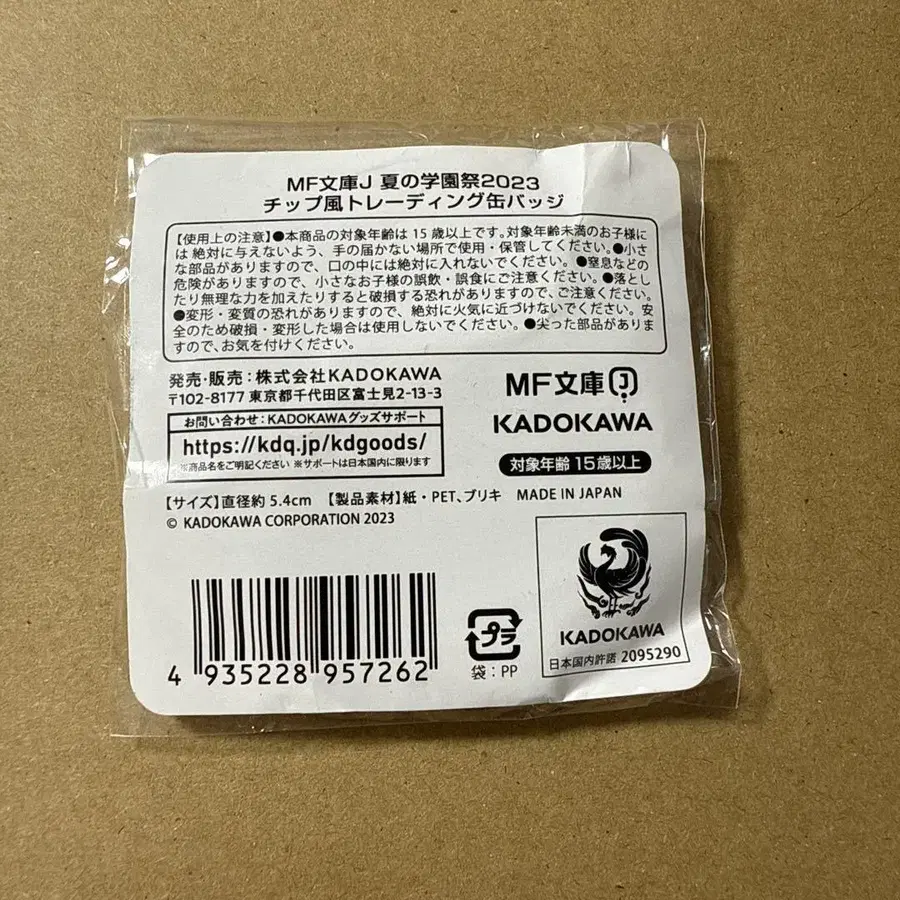 MF文庫J 夏の学園祭2023
チップ風トレーディング缶バッジ
【使用上の注意】●本商品の対象年齢は 15 歳以上です。対象年齢未満のお子様に
は 絶対に与えないよう、手の届かない場所で使用・保管してください。●小さ
な部品がありますので、口の中には絶対に入れないでください。●窒息などの
危険がありますので、小さなお子様の誤飲・誤食にご注意ください。●落とし
たり無理な力を加えたりすると破損する恐れがありますので、ご注意ください。
●変形・変質の恐れがありますので、絶対に火気に近づけないでください。安
全のため破損・変形した場合は使用しないでください。●尖った部品がありま
すので、お気を付けください。
発売・販売：株式会社KADOKAWA
〒102-8177 東京都千代田区富士見2-13-3
お問い合わせ：KADOKAWAグッズサポート
https://kdq.jp/kdgoods/
※商品名をご明記ください ※サポートは日本国内に限ります
MF文庫J
KADOKAWA
対象年齢 15歳以上
【サイズ】直径約 5.4cm 【製品素材】紙・PET、ブリキ MADE IN JAPAN
© KADOKAWA CORPORATION 2023
4 935228 957262
プラ
袋：PP
KADOKAWA
日本国内許諾 2095290